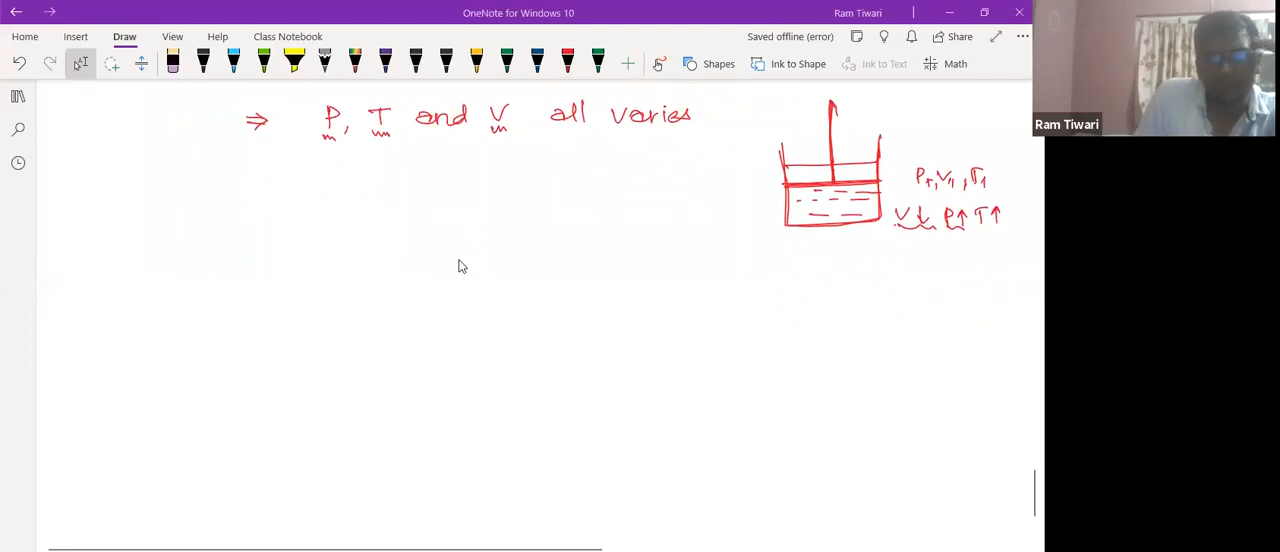 OneNote for Windows 10
Ram Tiwari
Home Insert Draw View Help Class Notebook
Saved offline (error)
Share
Shapes
Ink to Shape
Ink to Text
Math
⇒ P, T and V all varies
P₁, V₁, T₁
V↓ P↑ T↑
Ram Tiwari